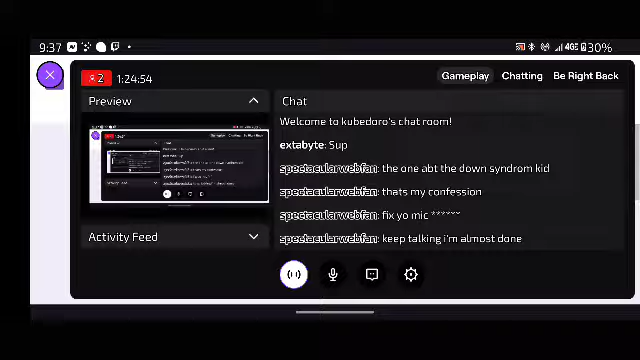 9:37
4GE 30%
2 1:24:54
Gameplay Chatting Be Right Back
Preview
Chat
Welcome to kubedoro's chat room!
extabyte: Sup
spectacularwebfan: the one abt the down syndrom kid
spectacularwebfan: thats my confession
spectacularwebfan: fix yo mic ******
spectacularwebfan: keep talking i'm almost done
Activity Feed